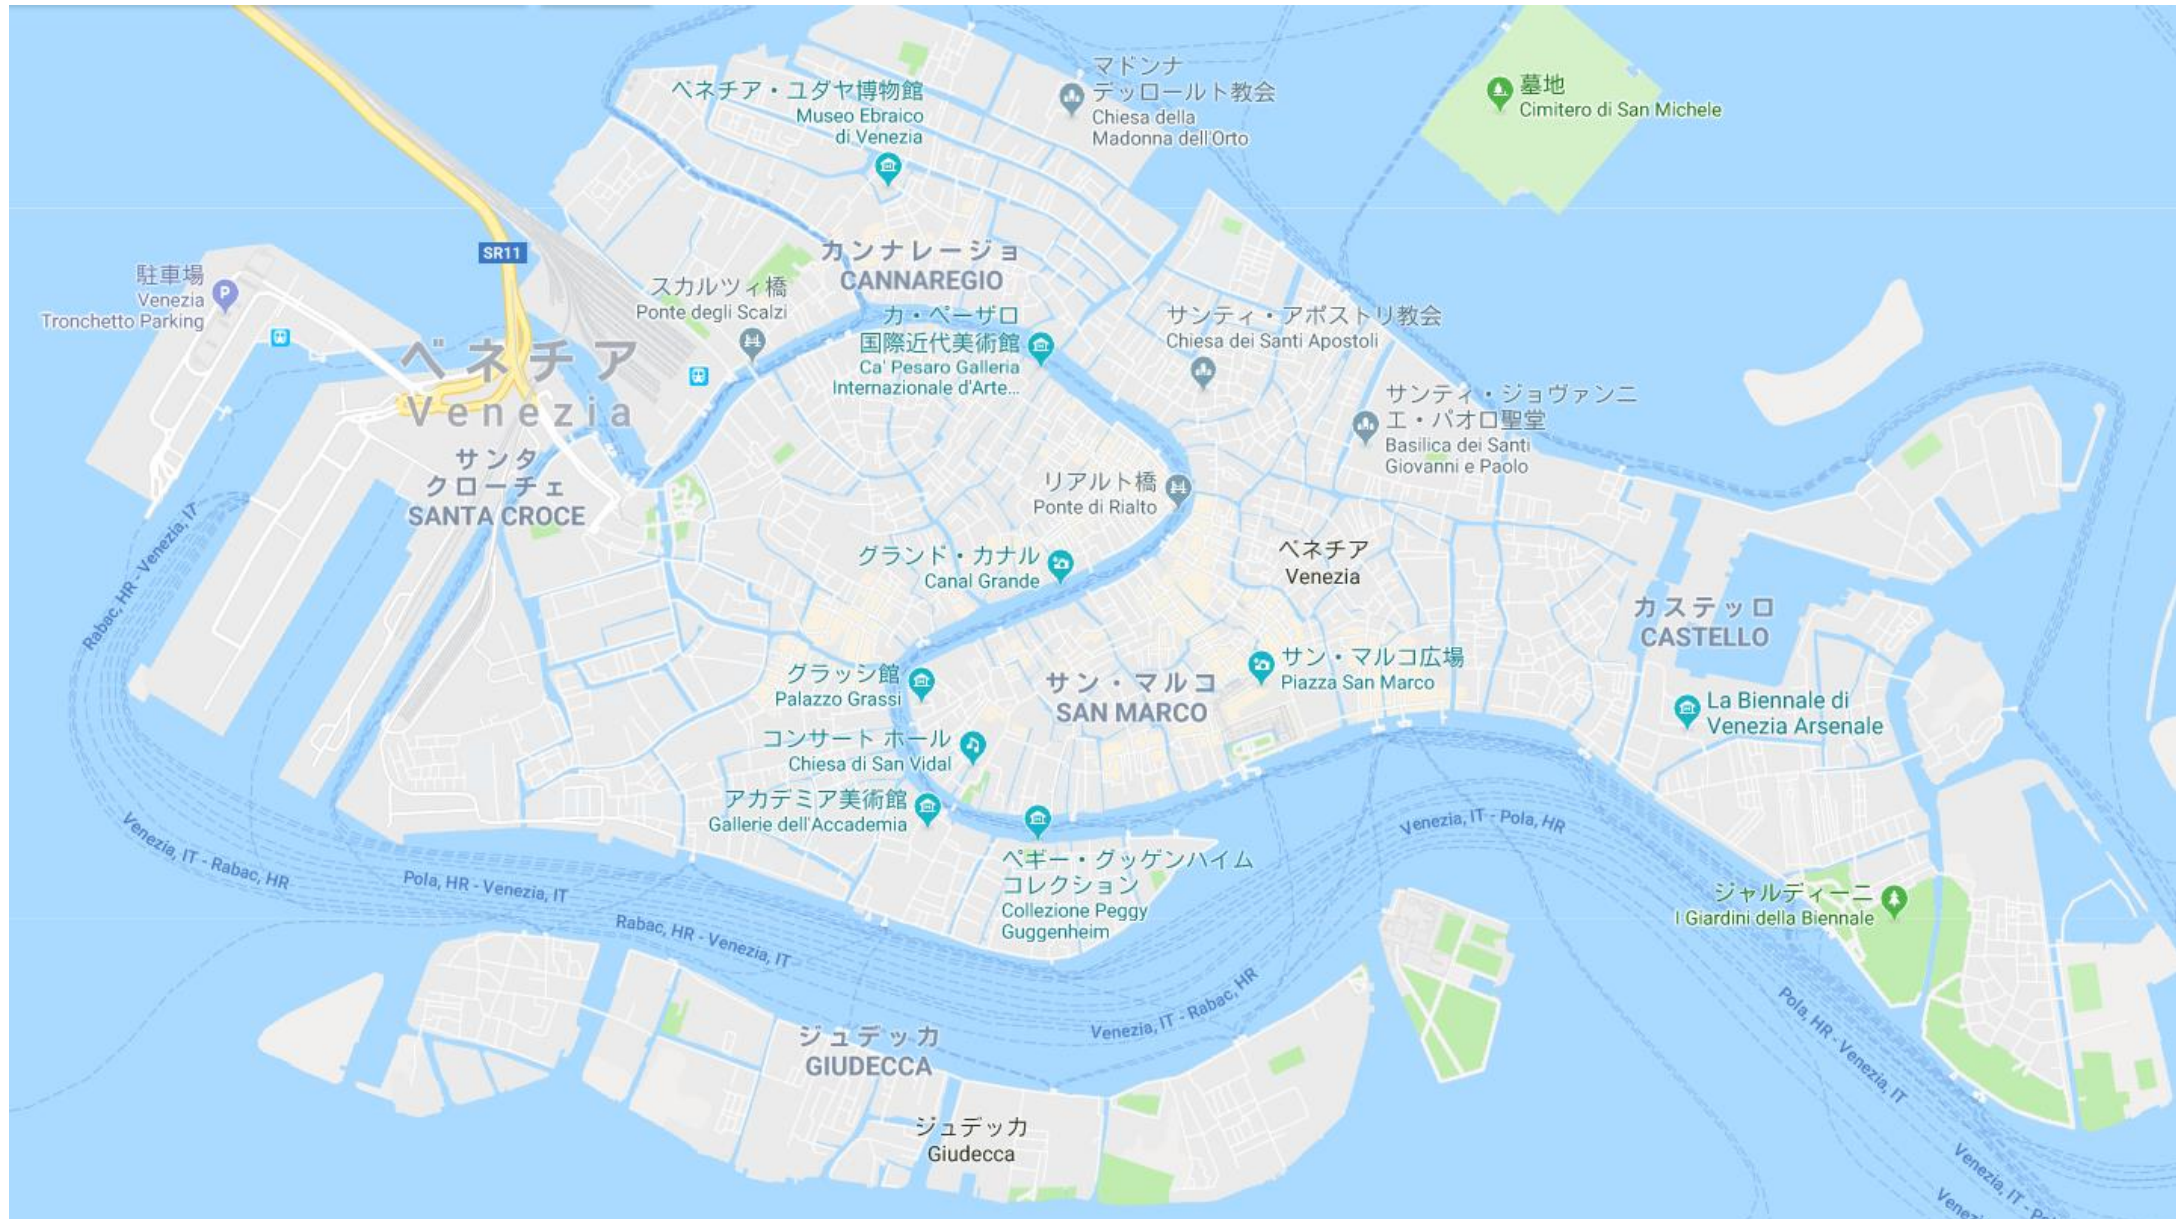 マドンナ
デッロールト教会
Chiesa della
Madonna dell'Orto
墓地
Cimitero di San Michele
ベネチア・ユダヤ博物館
Museo Ebraico
di Venezia
SR11
カンナレージョ
CANNAREGIO
駐車場
Venezia
Tronchetto Parking
スカルツィ橋
Ponte degli Scalzi
カ・ペーザロ
国際近代美術館
Ca' Pesaro Galleria
Internazionale d'Arte...
サンティ・アポストリ教会
Chiesa dei Santi Apostoli
ベネチア
Venezia
サンティ・ジョヴァンニ
エ・パオロ聖堂
Basilica dei Santi
Giovanni e Paolo
サンタ
クローチェ
SANTA CROCE
リアルト橋
Ponte di Rialto
Rabac, HR - Venezia, IT
グランド・カナル
Canal Grande
ベネチア
Venezia
カステッロ
CASTELLO
グラッシ館
Palazzo Grassi
サン・マルコ
SAN MARCO
サン・マルコ広場
Piazza San Marco
La Biennale di
Venezia Arsenale
コンサート ホール
Chiesa di San Vidal
アカデミア美術館
Gallerie dell'Accademia
Venezia, IT - Rabac, HR
Pola, HR - Venezia, IT
Rabac, HR - Venezia, IT
ペギー・グッゲンハイム
コレクション
Collezione Peggy
Guggenheim
Venezia, IT - Pola, HR
ジャルディーニ
I Giardini della Biennale
Venezia, IT - Rabac, HR
Pola, HR - Venezia, IT
ジュデッカ
GIUDECCA
ジュデッカ
Giudecca
Venezia, IT - Po
Venez